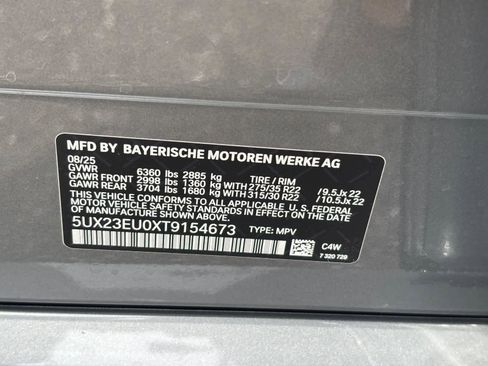 MFD BY BAYERISCHE MOTOREN WERKE AG
08/25
GVWR 6360 lbs 2885 kg TIRE / RIM
GAWR FRONT 2998 lbs 1360 kg WITH 275/35 R22 / 9.5Jx 22
GAWR REAR 3704 lbs 1680 kg WITH 315/30 R22 / 10.5Jx 22
THIS VEHICLE CONFORMS TO ALL APPLICABLE U. S. FEDERAL
MOTOR VEHICLE SAFETY STANDARDS IN EFFECT ON THE DATE OF
MANUFACTURE SHOWN ABOVE.
5UX23EU0XT9154673 TYPE: MPV
C4W
7 320 729